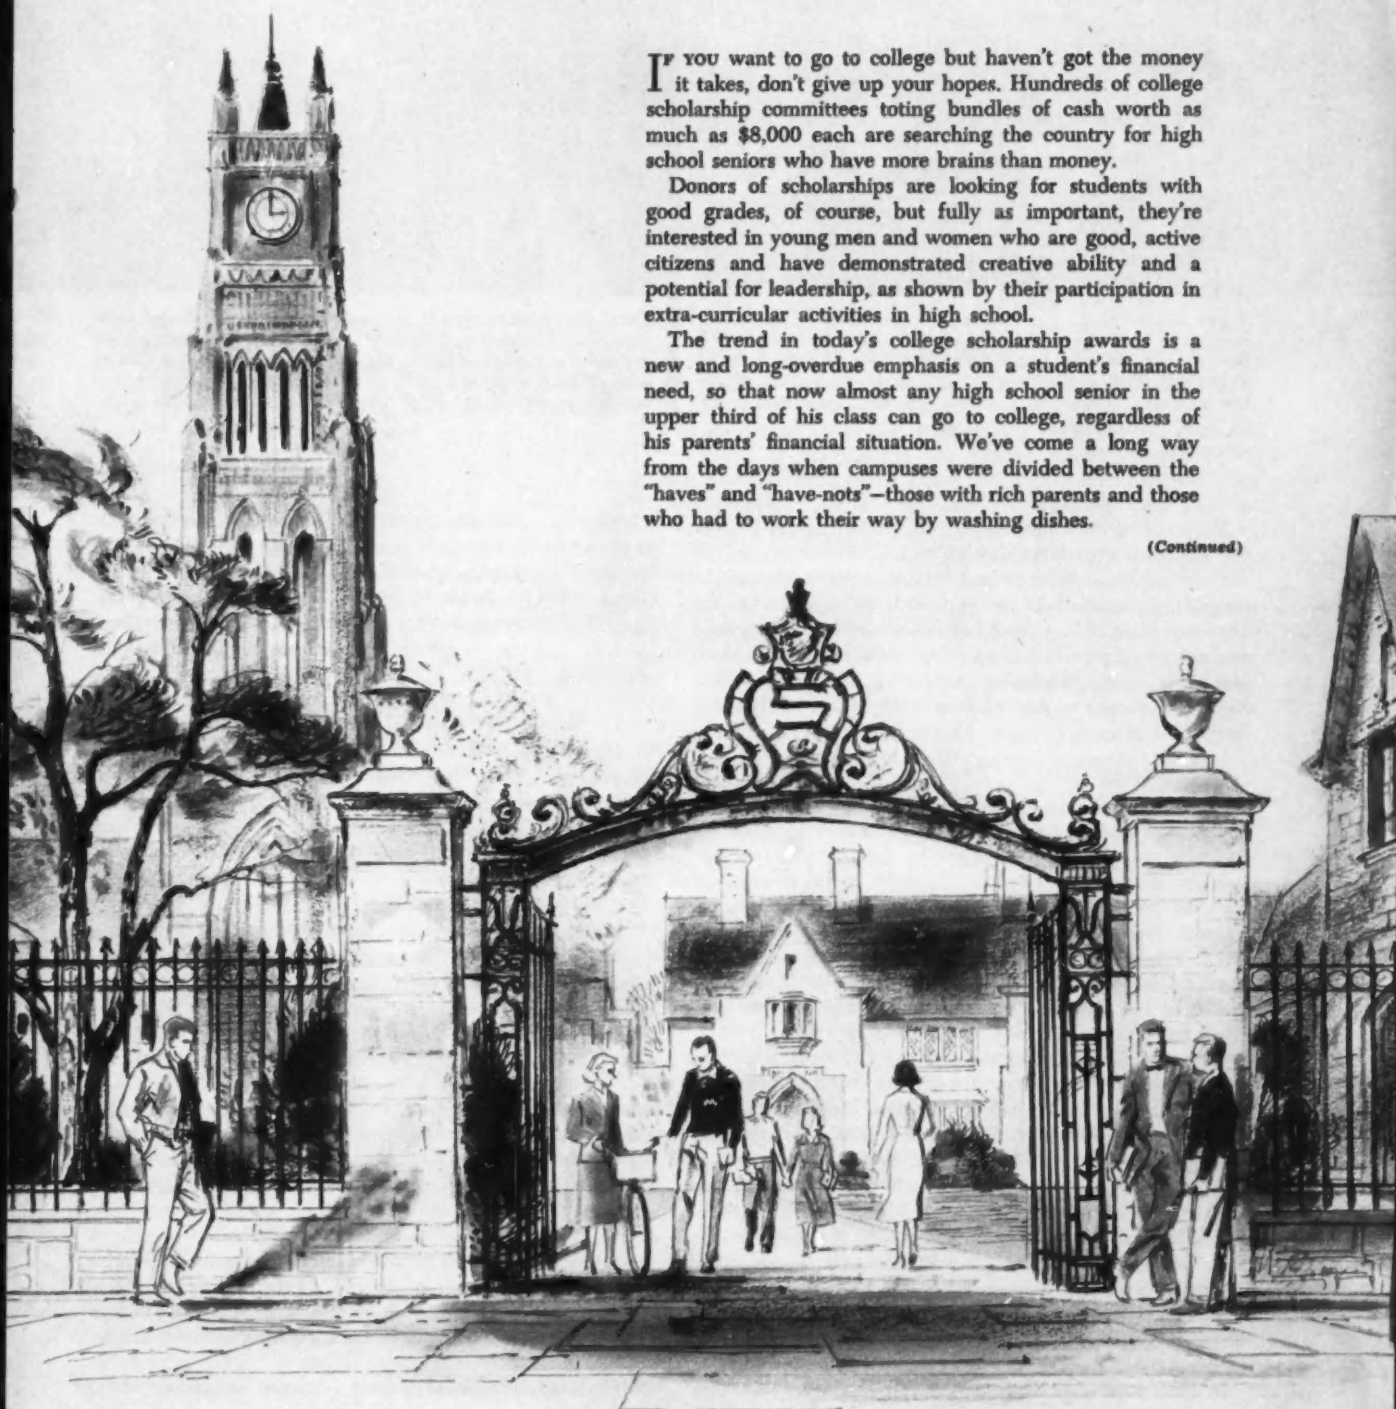 IF YOU want to go to college but haven't got the money
it takes, don't give up your hopes. Hundreds of college
scholarship committees toting bundles of cash worth as
much as $8,000 each are searching the country for high
school seniors who have more brains than money.
Donors of scholarships are looking for students with
good grades, of course, but fully as important, they're
interested in young men and women who are good, active
citizens and have demonstrated creative ability and a
potential for leadership, as shown by their participation in
extra-curricular activities in high school.
The trend in today's college scholarship awards is a
new and long-overdue emphasis on a student's financial
need, so that now almost any high school senior in the
upper third of his class can go to college, regardless of
his parents' financial situation. We've come a long way
from the days when campuses were divided between the
"haves" and "have-nots"—those with rich parents and those
who had to work their way by washing dishes.
(Continued)